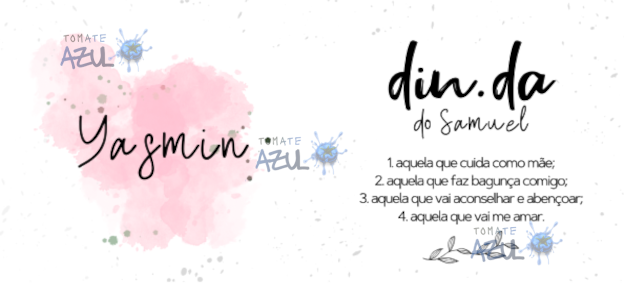 TOMATE
AZUL
Yasmin
TOMATE
AZUL
din.da
do Samuel
1. aquela que cuida como mãe;
2. aquela que faz bagunça comigo;
3. aquela que vai aconselhar e abençoar;
4. aquela que vai me amar.
TOMATE
AZUL